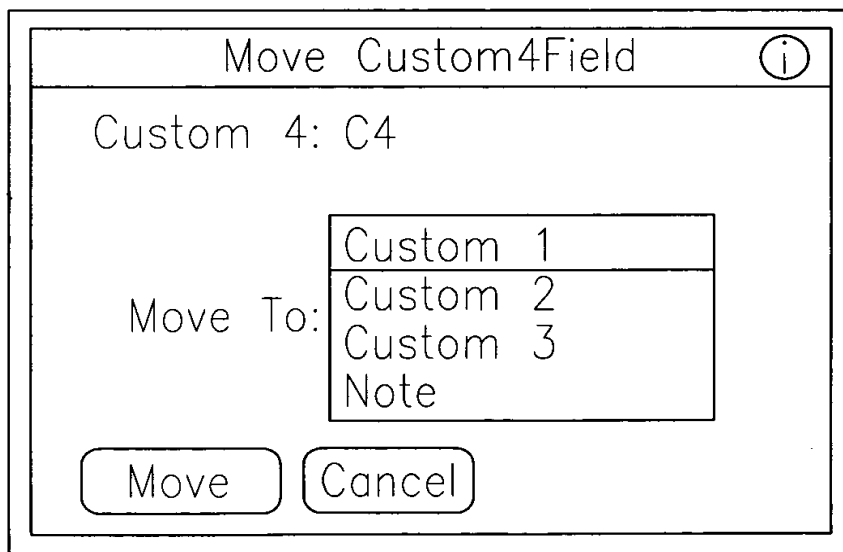 Move Custom4Field i
Custom 4: C4
Custom 1
Custom 2
Move To:
Custom 3
Note
Move Cancel